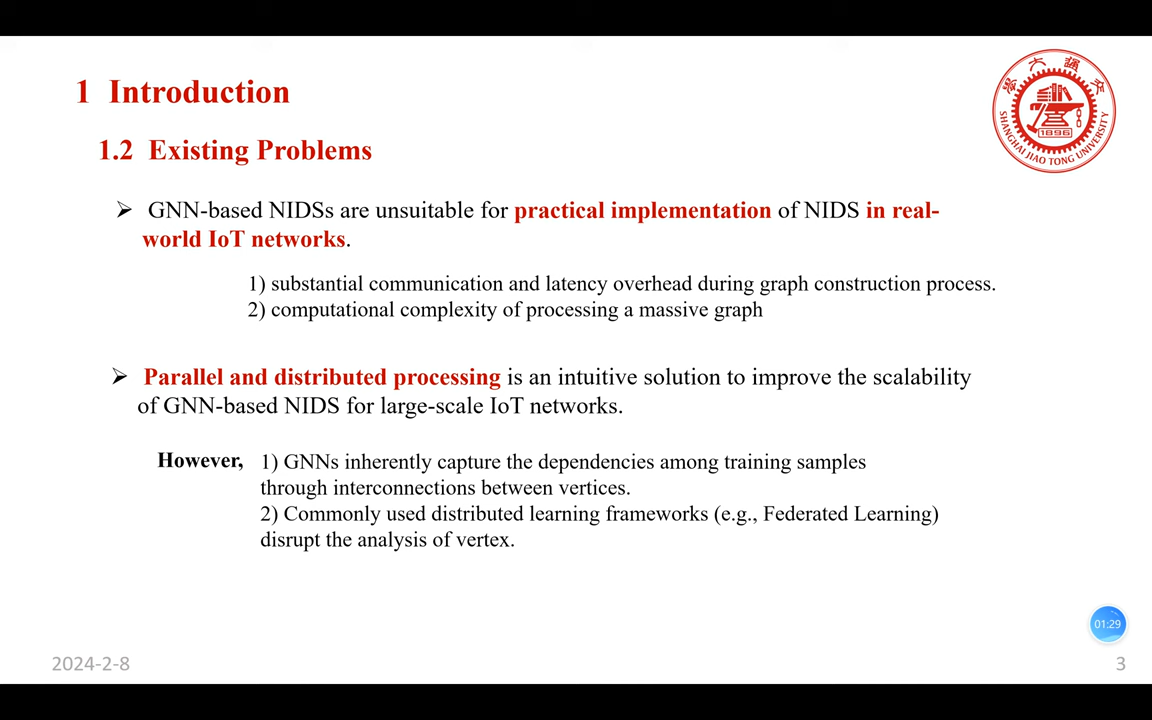 1 Introduction
1.2 Existing Problems
學大通交
SHANGHAI JIAO TONG UNIVERSITY
1896
➢ GNN-based NIDSs are unsuitable for practical implementation of NIDS in real-
world IoT networks.
1) substantial communication and latency overhead during graph construction process.
2) computational complexity of processing a massive graph
➢ Parallel and distributed processing is an intuitive solution to improve the scalability
of GNN-based NIDS for large-scale IoT networks.
However, 1) GNNs inherently capture the dependencies among training samples
through interconnections between vertices.
2) Commonly used distributed learning frameworks (e.g., Federated Learning)
disrupt the analysis of vertex.
01:29
2024-2-8
3